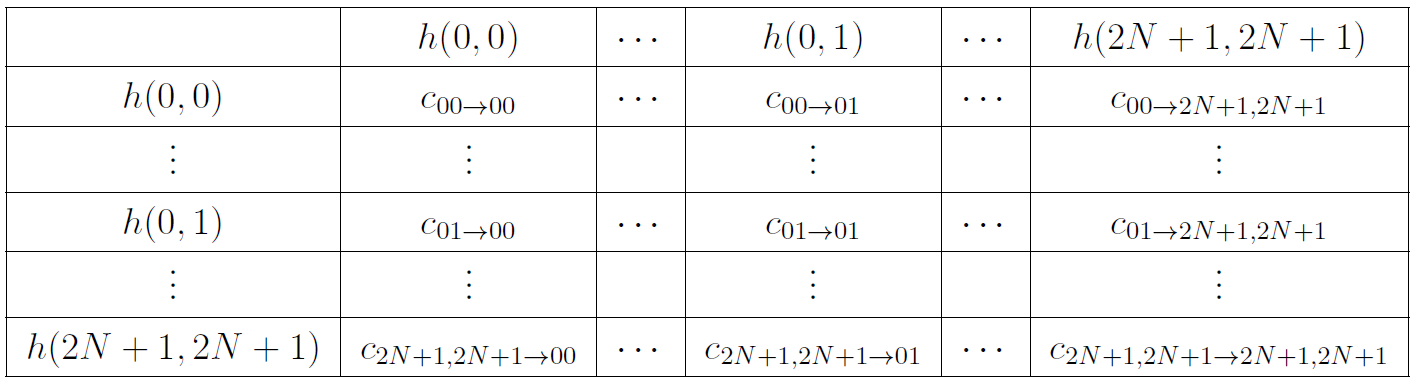 h(0, 0) ⋯ h(0, 1) ⋯ h(2N + 1, 2N + 1)
h(0, 0) c₀₀→₀₀ ⋯ c₀₀→₀₁ ⋯ c₀₀→₂N₊₁,₂N₊₁
⋮ ⋮ ⋮ ⋮
h(0, 1) c₀₁→₀₀ ⋯ c₀₁→₀₁ ⋯ c₀₁→₂N₊₁,₂N₊₁
⋮ ⋮ ⋮ ⋮
h(2N + 1, 2N + 1) c₂N₊₁,₂N₊₁→₀₀ ⋯ c₂N₊₁,₂N₊₁→₀₁ ⋯ c₂N₊₁,₂N₊₁→₂N₊₁,₂N₊₁